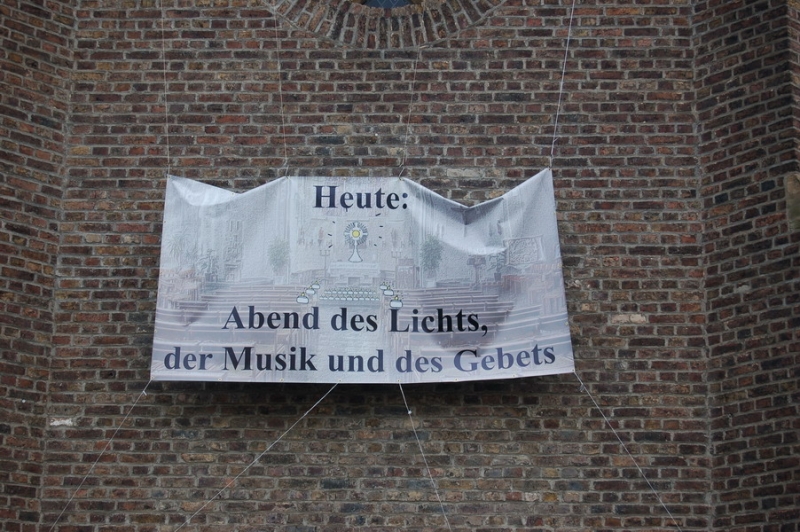 Heute:
Abend des Lichts,
der Musik und des Gebets